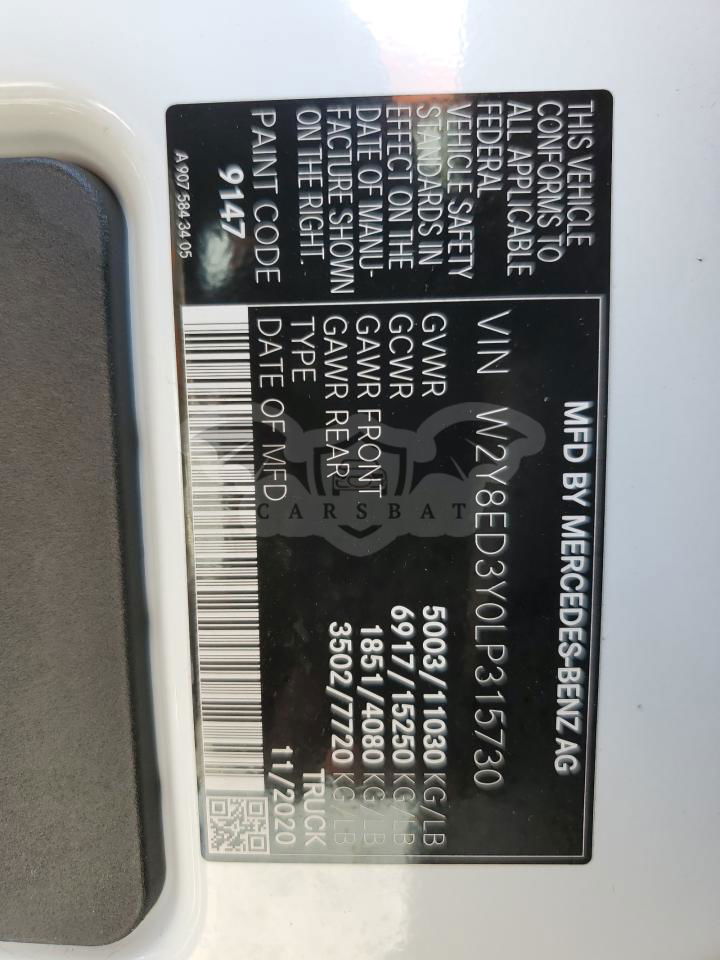 MFD BY MERCEDES-BENZ AG
VIN W2Y8ED3Y0LP315730
THIS VEHICLE
CONFORMS TO
ALL APPLICABLE
FEDERAL
VEHICLE SAFETY
STANDARDS IN
EFFECT ON THE
DATE OF MANU-
FACTURE SHOWN
ON THE RIGHT.
GVWR 5003/11030 KG/LB
GCWR 6917/15250 KG/LB
GAWR FRONT 1851/4080 KG/LB
GAWR REAR 3502/7720 KG/LB
TYPE TRUCK
DATE OF MFD 11/2020
PAINT CODE
9147
A 907 584 34 05
CARSBAT